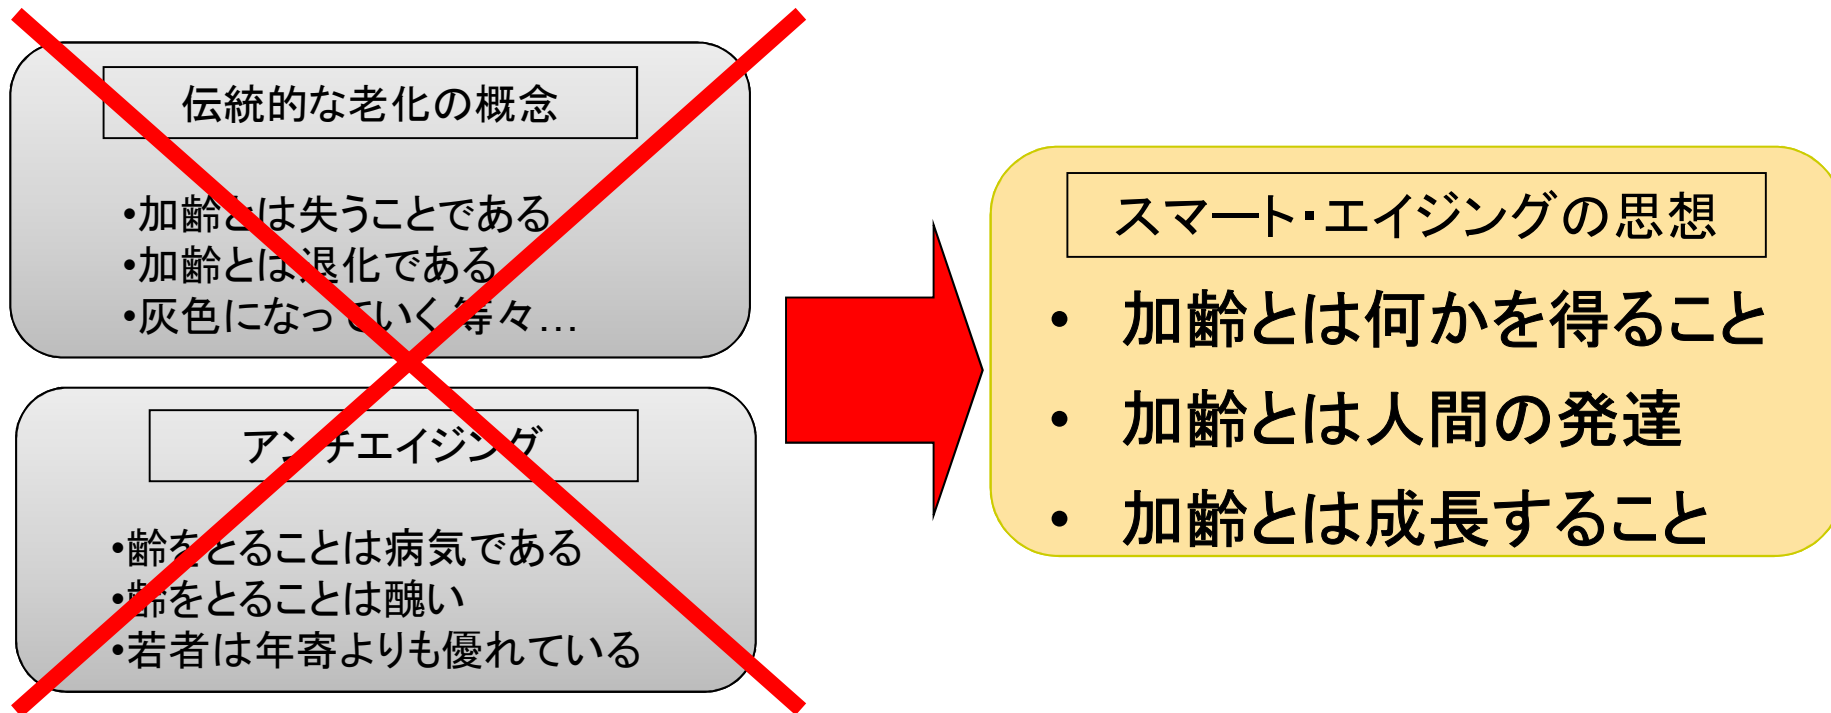 伝統的な老化の概念
•加齢とは失うことである
•加齢とは退化である
•灰色になっていく等々…
アンチエイジング
•齢をとることは病気である
•齢をとることは醜い
•若者は年寄よりも優れている
スマート・エイジングの思想
• 加齢とは何かを得ること
• 加齢とは人間の発達
• 加齢とは成長すること